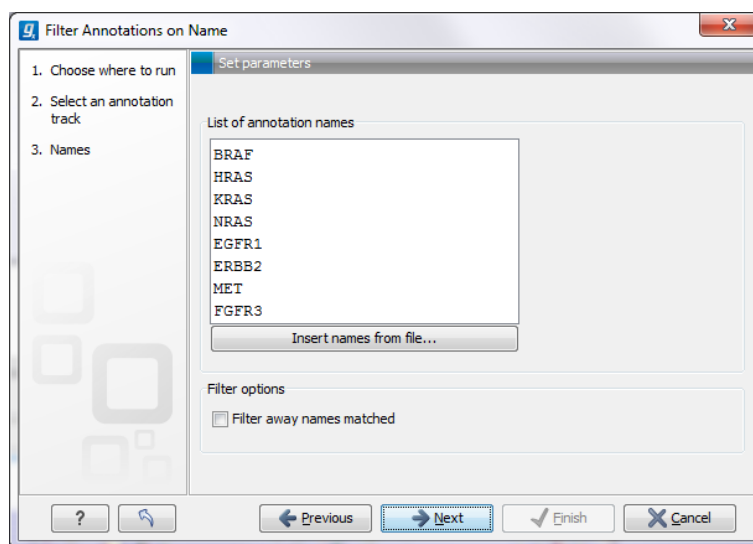 Filter Annotations on Name
1. Choose where to run
2. Select an annotation
track
3. Names
Set parameters
List of annotation names
BRAF
HRAS
KRAS
NRAS
EGFR1
ERBB2
MET
FGFR3
Insert names from file...
Filter options
Filter away names matched
?
Previous
Next
Finish
Cancel